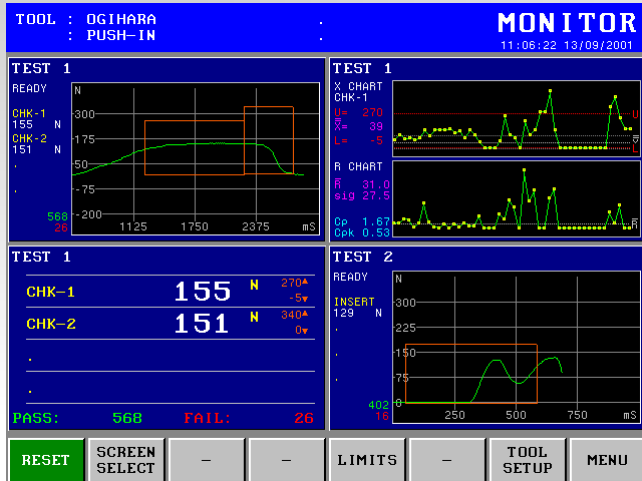 TOOL : OGIHARA .
: PUSH-IN .
MONITOR
11:06:22 13/09/2001
TEST 1
READY
N
CHK-1
155 N
CHK-2
151 N
.
.
568
26
300
175
50
-75
-200
1125 1750 2375 mS
TEST 1
X CHART
CHK-1
U= 270
X= 39
L= -5
U
X
L
R CHART
R 31.0
sig 27.5
Cp 1.67
Cpk 0.53
R
TEST 1
CHK-1 155 N 270▲
-5▼
CHK-2 151 N 340▲
0▼
.
.
PASS: 568 FAIL: 26
TEST 2
READY
N
INSERT
129 N
.
.
.
402
16
300
225
150
75
0
250 500 750 mS
RESET
SCREEN
SELECT
-
-
LIMITS
-
TOOL
SETUP
MENU